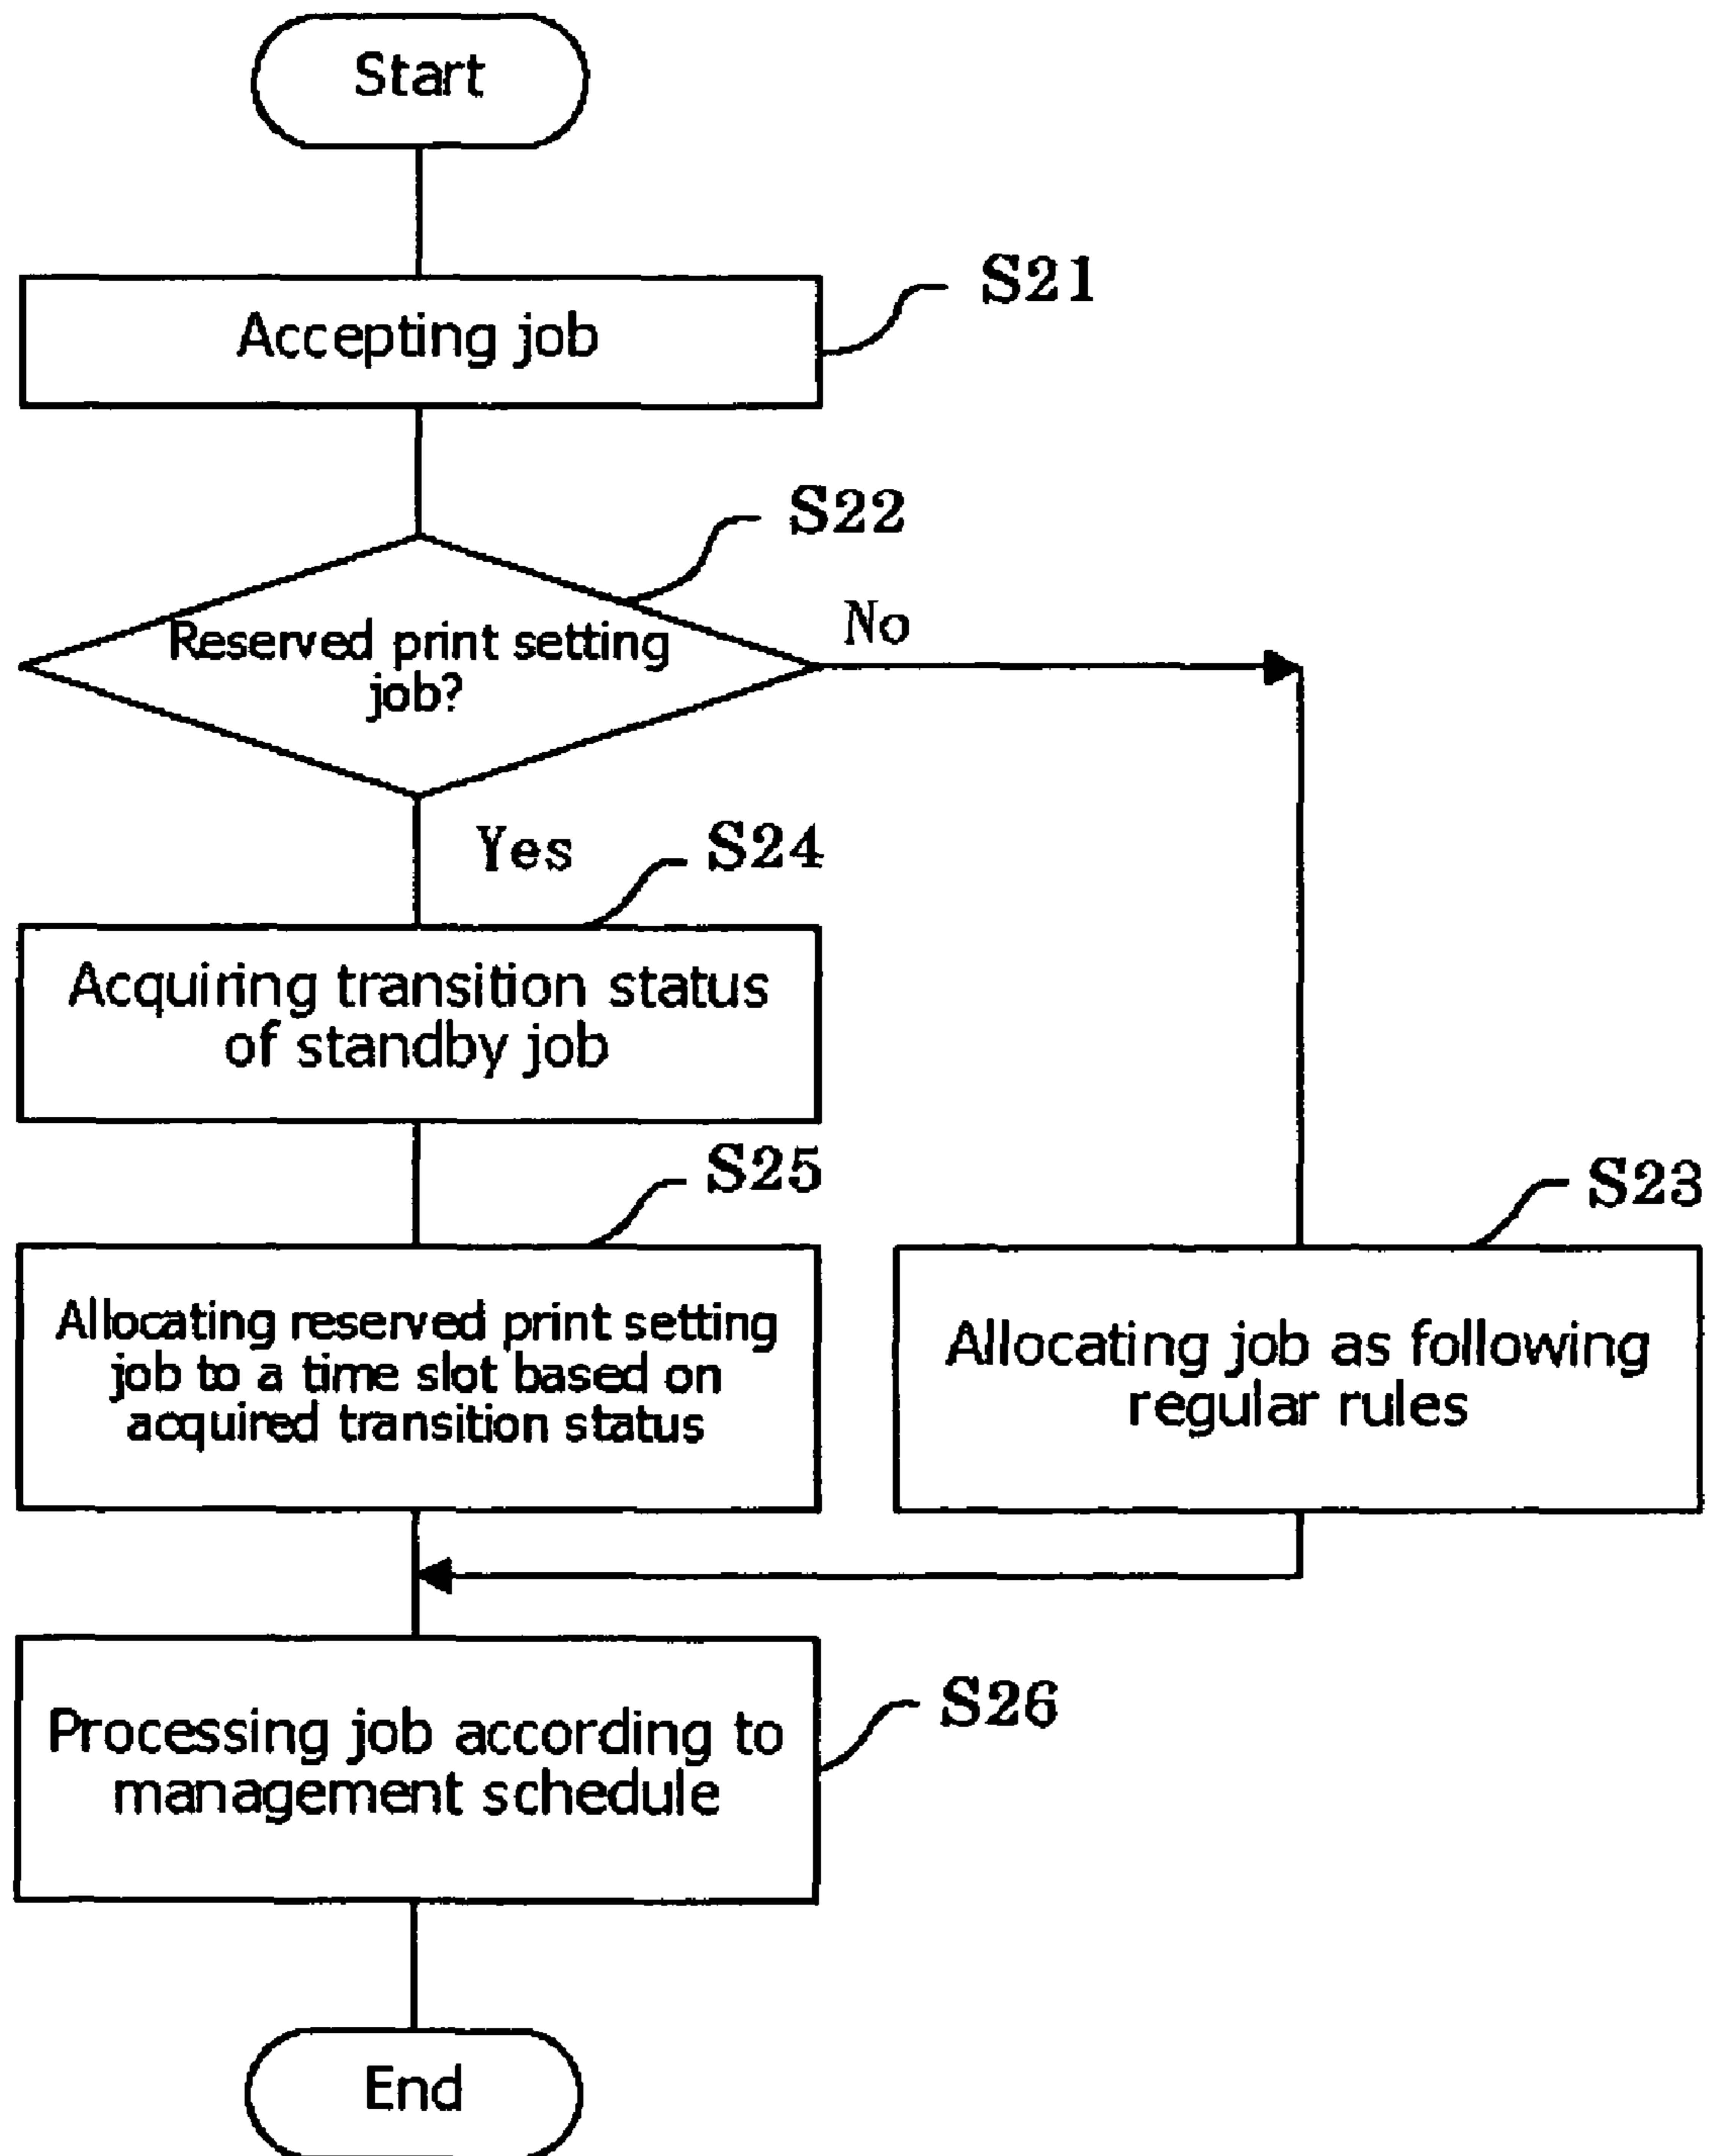 Start
Accepting job
S21
S22
Reserved print setting
job?
No
Yes
S24
Acquiring transition status
of standby job
S25
Allocating reserved print setting
job to a time slot based on
acquired transition status
S23
Allocating job as following
regular rules
Processing job according to
management schedule
S26
End